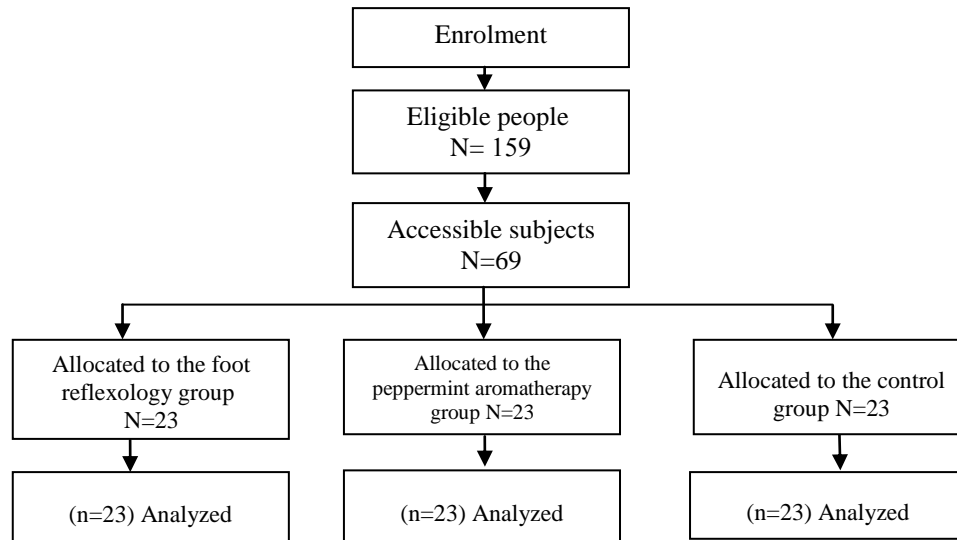 Enrolment
Eligible people
N= 159
Accessible subjects
N=69
Allocated to the foot
reflexology group
N=23
Allocated to the
peppermint aromatherapy
group N=23
Allocated to the control
group N=23
(n=23) Analyzed
(n=23) Analyzed
(n=23) Analyzed